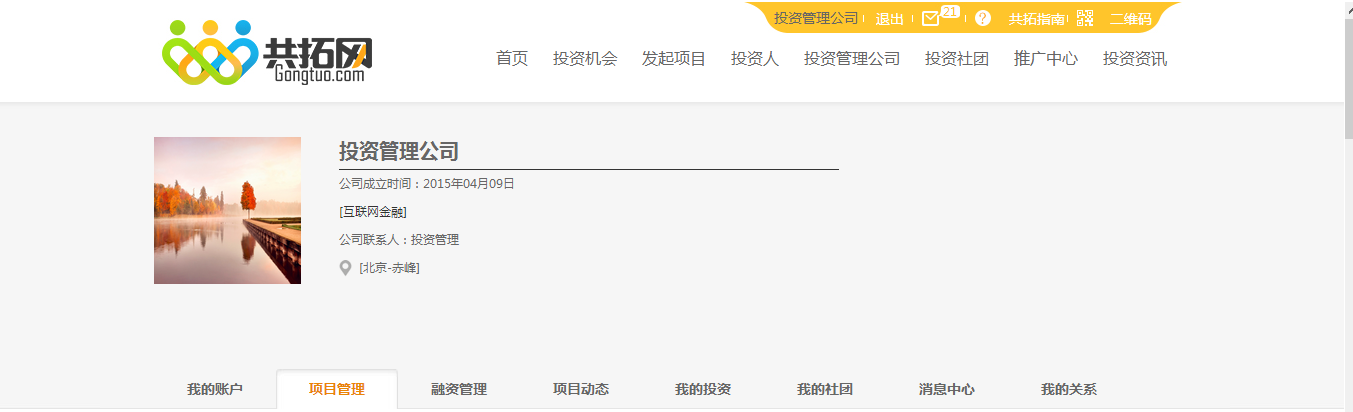 投资管理公司 退出 21 共拓指南 二维码
共拓网
Gongtuo.com
首页 投资机会 发起项目 投资人 投资管理公司 投资社团 推广中心 投资资讯
投资管理公司
公司成立时间：2015年04月09日
[互联网金融]
公司联系人：投资管理
[北京-赤峰]
我的账户 项目管理 融资管理 项目动态 我的投资 我的社团 消息中心 我的关系